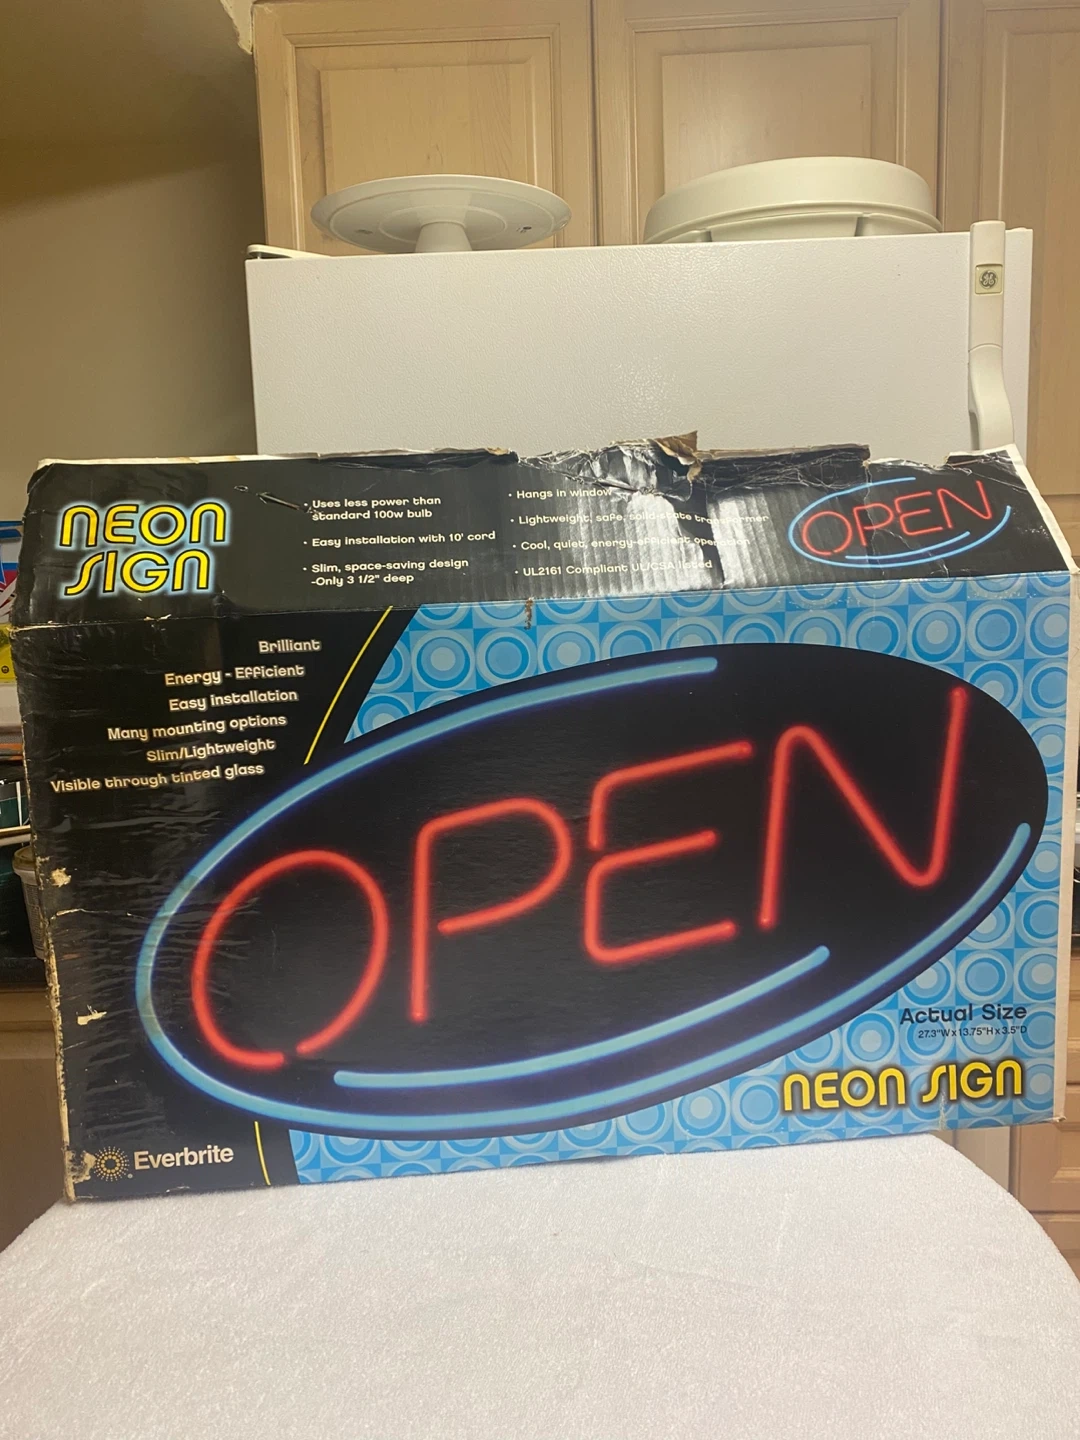 NEON
SIGN
• Uses less power than
standard 100w bulb
• Easy installation with 10' cord
• Slim, space-saving design
-Only 3 1/2" deep
• Hangs in window
• Lightweight, safe, solid-state transformer
• Cool, quiet, energy-efficient operation
• UL2161 Compliant UL/CSA listed
OPEN
Brilliant
Energy - Efficient
Easy installation
Many mounting options
Slim/Lightweight
Visible through tinted glass
OPEN
Actual Size
27.3"W x 13.75"H x 3.5"D
NEON SIGN
Everbrite
GE